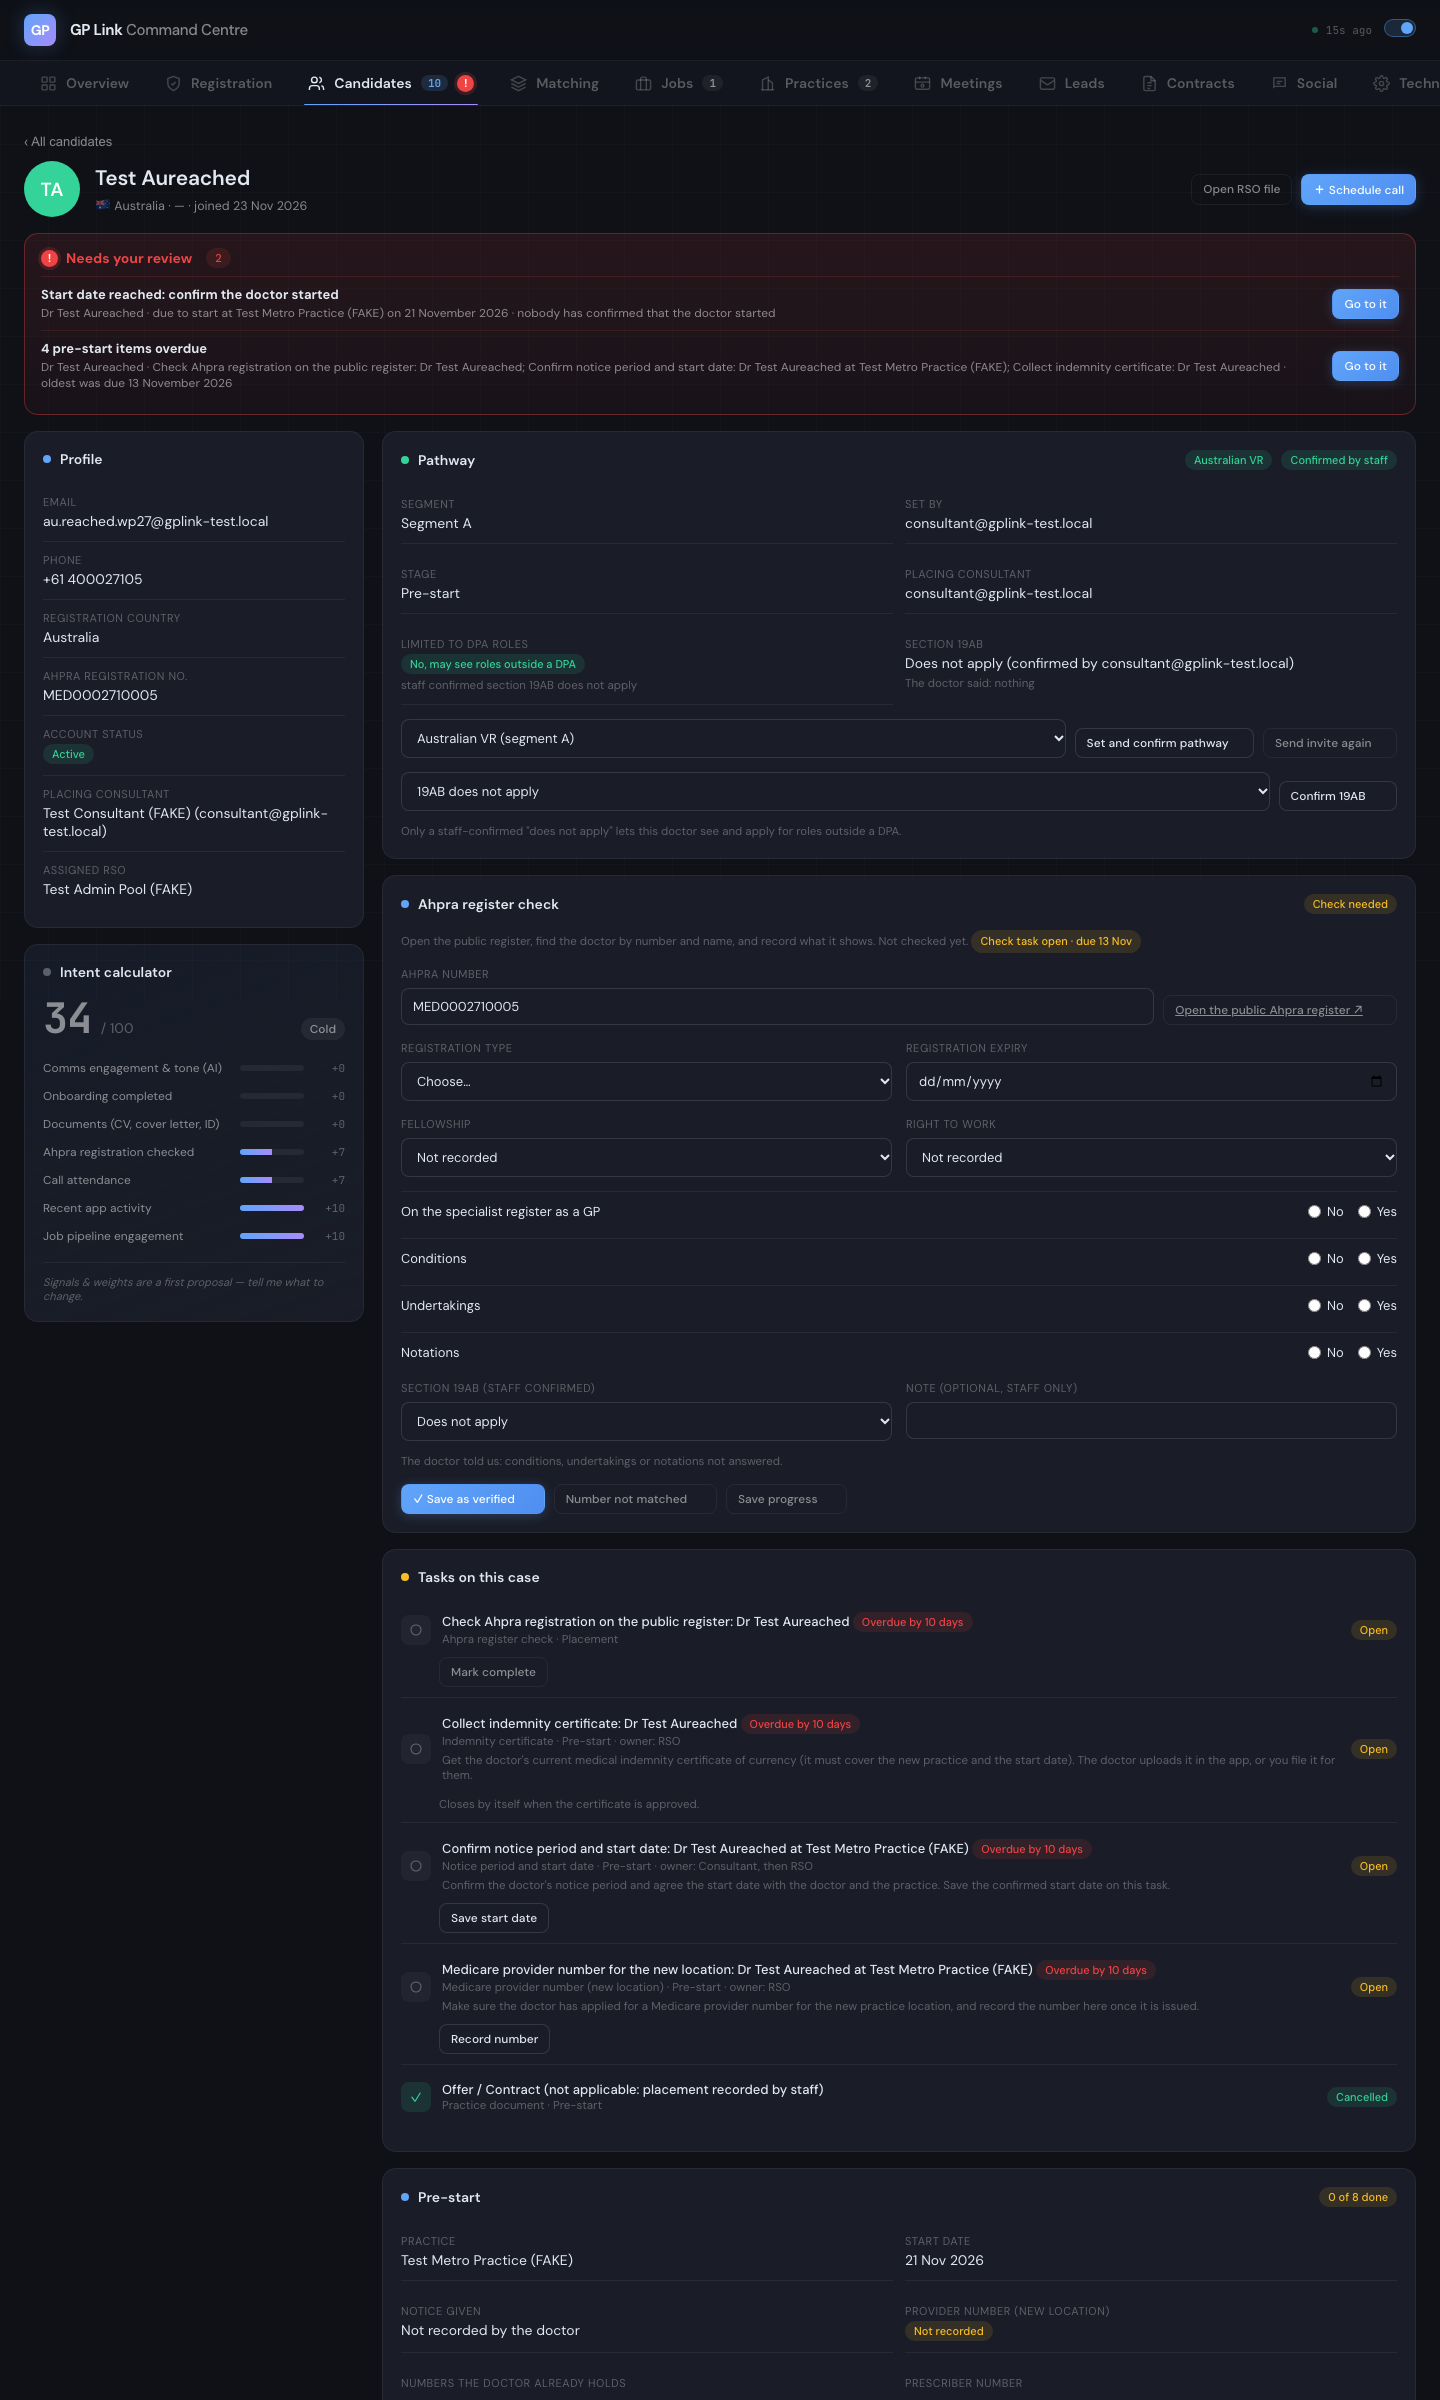 GP GP Link Command Centre
15s ago
Overview Registration Candidates 10 ! Matching Jobs 1 Practices 2 Meetings Leads Contracts Social Techn
‹ All candidates
TA
Test Aureached
🇦🇺 Australia · — · joined 23 Nov 2026
Open RSO file
+ Schedule call
! Needs your review 2
Start date reached: confirm the doctor started
Dr Test Aureached · due to start at Test Metro Practice (FAKE) on 21 November 2026 · nobody has confirmed that the doctor started
Go to it
4 pre-start items overdue
Dr Test Aureached · Check Ahpra registration on the public register: Dr Test Aureached; Confirm notice period and start date: Dr Test Aureached at Test Metro Practice (FAKE); Collect indemnity certificate: Dr Test Aureached ·
oldest was due 13 November 2026
Go to it
Profile
EMAIL
au.reached.wp27@gplink-test.local
PHONE
+61 400027105
REGISTRATION COUNTRY
Australia
AHPRA REGISTRATION NO.
MED0002710005
ACCOUNT STATUS
Active
PLACING CONSULTANT
Test Consultant (FAKE) (consultant@gplink-
test.local)
ASSIGNED RSO
Test Admin Pool (FAKE)
Intent calculator
34 / 100
Cold
Comms engagement & tone (AI) +0
Onboarding completed +0
Documents (CV, cover letter, ID) +0
Ahpra registration checked +7
Call attendance +7
Recent app activity +10
Job pipeline engagement +10
Signals & weights are a first proposal — tell me what to
change.
Pathway
Australian VR
Confirmed by staff
SEGMENT
Segment A
SET BY
consultant@gplink-test.local
STAGE
Pre-start
PLACING CONSULTANT
consultant@gplink-test.local
LIMITED TO DPA ROLES
No, may see roles outside a DPA
staff confirmed section 19AB does not apply
SECTION 19AB
Does not apply (confirmed by consultant@gplink-test.local)
The doctor said: nothing
Australian VR (segment A)
Set and confirm pathway
Send invite again
19AB does not apply
Confirm 19AB
Only a staff-confirmed "does not apply" lets this doctor see and apply for roles outside a DPA.
Ahpra register check
Check needed
Open the public register, find the doctor by number and name, and record what it shows. Not checked yet. Check task open · due 13 Nov
AHPRA NUMBER
MED0002710005
Open the public Ahpra register ↗
REGISTRATION TYPE
Choose...
REGISTRATION EXPIRY
dd/mm/yyyy
FELLOWSHIP
Not recorded
RIGHT TO WORK
Not recorded
On the specialist register as a GP No Yes
Conditions No Yes
Undertakings No Yes
Notations No Yes
SECTION 19AB (STAFF CONFIRMED)
Does not apply
NOTE (OPTIONAL, STAFF ONLY)
The doctor told us: conditions, undertakings or notations not answered.
✓ Save as verified
Number not matched
Save progress
Tasks on this case
Check Ahpra registration on the public register: Dr Test Aureached Overdue by 10 days
Ahpra register check · Placement
Open
Mark complete
Collect indemnity certificate: Dr Test Aureached Overdue by 10 days
Indemnity certificate · Pre-start · owner: RSO
Get the doctor's current medical indemnity certificate of currency (it must cover the new practice and the start date). The doctor uploads it in the app, or you file it for
them.
Open
Closes by itself when the certificate is approved.
Confirm notice period and start date: Dr Test Aureached at Test Metro Practice (FAKE) Overdue by 10 days
Notice period and start date · Pre-start · owner: Consultant, then RSO
Confirm the doctor's notice period and agree the start date with the doctor and the practice. Save the confirmed start date on this task.
Open
Save start date
Medicare provider number for the new location: Dr Test Aureached at Test Metro Practice (FAKE) Overdue by 10 days
Medicare provider number (new location) · Pre-start · owner: RSO
Make sure the doctor has applied for a Medicare provider number for the new practice location, and record the number here once it is issued.
Open
Record number
Offer / Contract (not applicable: placement recorded by staff)
Practice document · Pre-start
Cancelled
Pre-start
0 of 8 done
PRACTICE
Test Metro Practice (FAKE)
START DATE
21 Nov 2026
NOTICE GIVEN
Not recorded by the doctor
PROVIDER NUMBER (NEW LOCATION)
Not recorded
NUMBERS THE DOCTOR ALREADY HOLDS
PRESCRIBER NUMBER